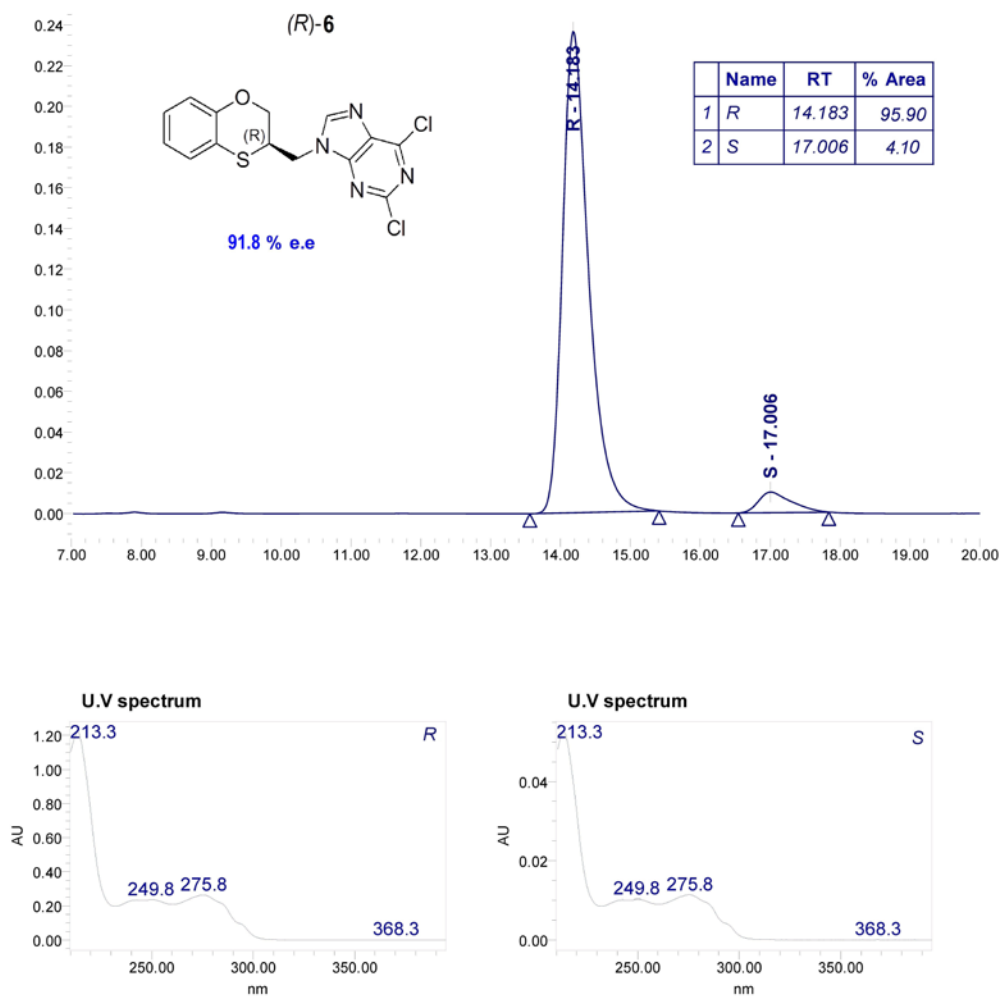 (R)-6
O
(R)
S
N
N
N
N
Cl
Cl
91.8 % e.e
0.24
0.22
0.20
0.18
0.16
0.14
0.12
0.10
0.08
0.06
0.04
0.02
0.00
R - 14.183
S - 17.006
Name RT % Area
1 R 14.183 95.90
2 S 17.006 4.10
7.00 8.00 9.00 10.00 11.00 12.00 13.00 14.00 15.00 16.00 17.00 18.00 19.00 20.00
U.V spectrum
213.3
R
1.20
1.00
0.80
0.60
0.40
0.20
0.00
AU
249.8 275.8
368.3
250.00 300.00 350.00
nm
U.V spectrum
213.3
S
0.04
0.02
0.00
AU
249.8 275.8
368.3
250.00 300.00 350.00
nm